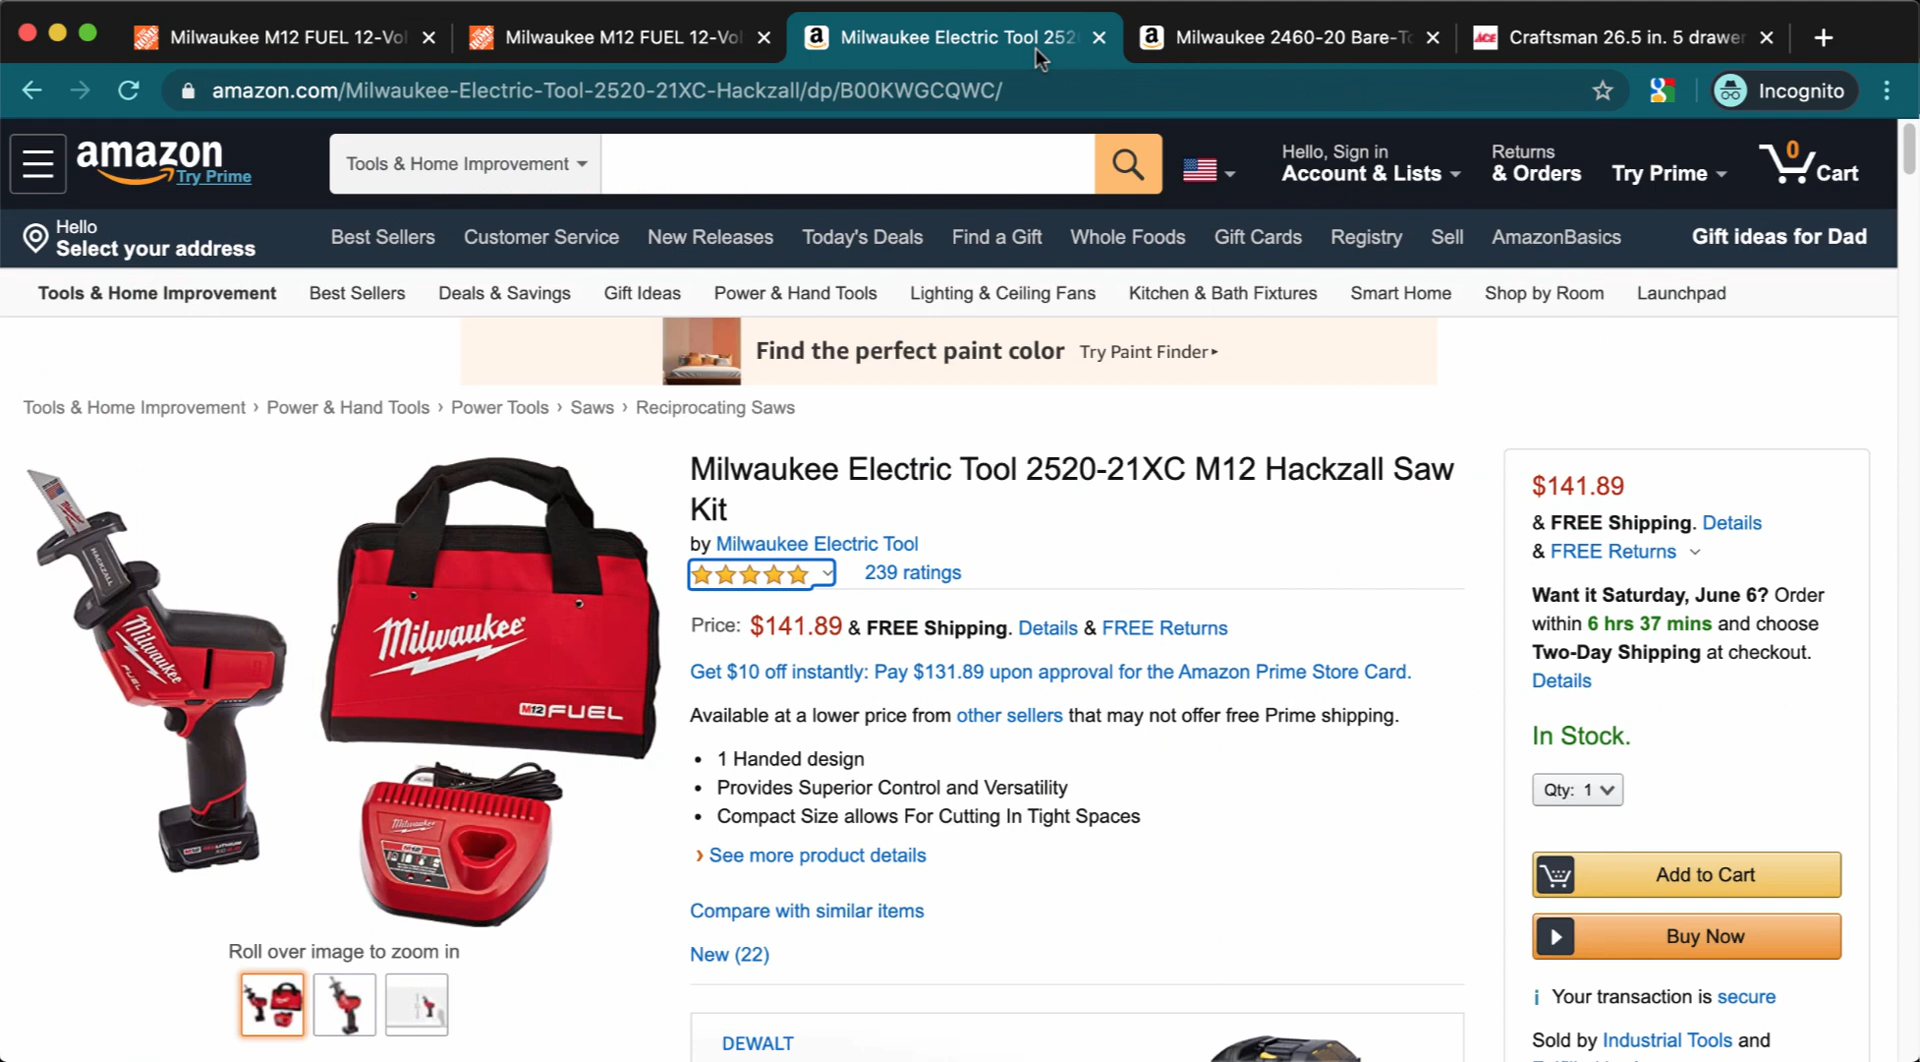 Milwaukee M12 FUEL 12-Vol
Milwaukee M12 FUEL 12-Vol
Milwaukee Electric Tool 252
Milwaukee 2460-20 Bare-To
ACE
Craftsman 26.5 in. 5 drawer
amazon.com/Milwaukee-Electric-Tool-2520-21XC-Hackzall/dp/B00KWGCQWC/
Incognito
amazon
Try Prime
Tools & Home Improvement
Hello, Sign in
Account & Lists
Returns
& Orders
Try Prime
0
Cart
Hello
Select your address
Best Sellers
Customer Service
New Releases
Today's Deals
Find a Gift
Whole Foods
Gift Cards
Registry
Sell
AmazonBasics
Gift ideas for Dad
Tools & Home Improvement
Best Sellers
Deals & Savings
Gift Ideas
Power & Hand Tools
Lighting & Ceiling Fans
Kitchen & Bath Fixtures
Smart Home
Shop by Room
Launchpad
Find the perfect paint color Try Paint Finder▸
Tools & Home Improvement › Power & Hand Tools › Power Tools › Saws › Reciprocating Saws
HACKZALL
Milwaukee
FUEL
Milwaukee
M12 FUEL
Milwaukee
Roll over image to zoom in
Milwaukee Electric Tool 2520-21XC M12 Hackzall Saw
Kit
by Milwaukee Electric Tool
239 ratings
Price: $141.89 & FREE Shipping. Details & FREE Returns
Get $10 off instantly: Pay $131.89 upon approval for the Amazon Prime Store Card.
Available at a lower price from other sellers that may not offer free Prime shipping.
• 1 Handed design
• Provides Superior Control and Versatility
• Compact Size allows For Cutting In Tight Spaces
› See more product details
Compare with similar items
New (22)
DEWALT
$141.89
& FREE Shipping. Details
& FREE Returns
Want it Saturday, June 6? Order
within 6 hrs 37 mins and choose
Two-Day Shipping at checkout.
Details
In Stock.
Qty: 1
Add to Cart
Buy Now
Your transaction is secure
Sold by Industrial Tools and